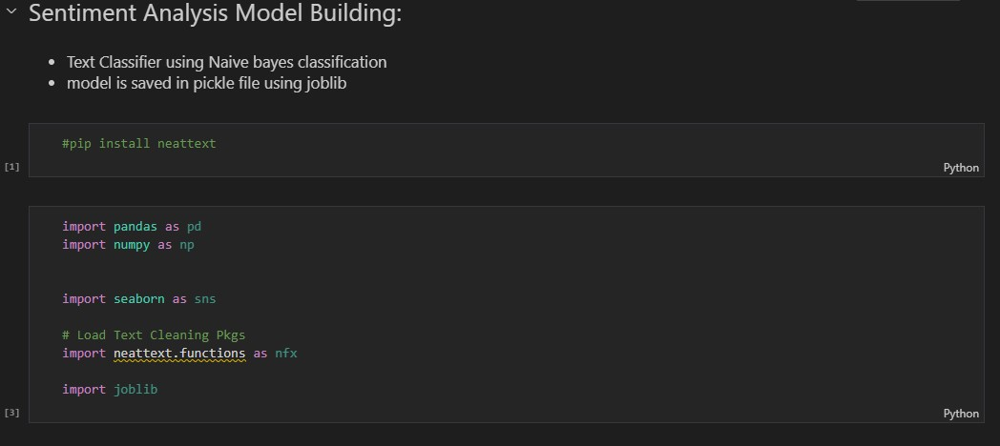 Sentiment Analysis Model Building:
• Text Classifier using Naive bayes classification
• model is saved in pickle file using joblib
#pip install neattext
[1]
Python
import pandas as pd
import numpy as np
import seaborn as sns
# Load Text Cleaning Pkgs
import neattext.functions as nfx
import joblib
[3]
Python